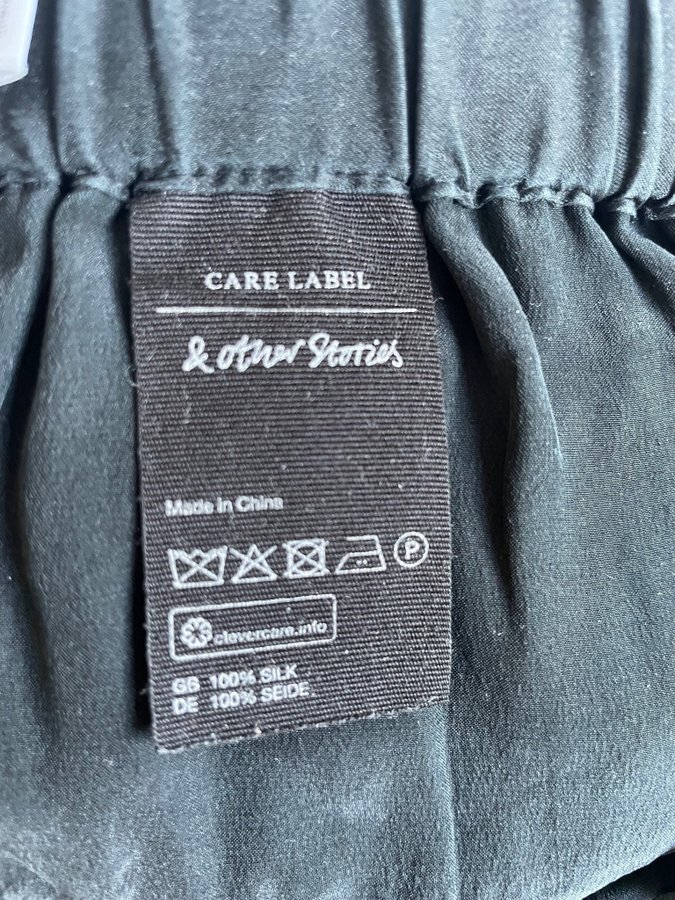 CARE LABEL
& other Stories
Made in China
P
clevercare.info
GB 100% SILK
DE 100% SEIDE